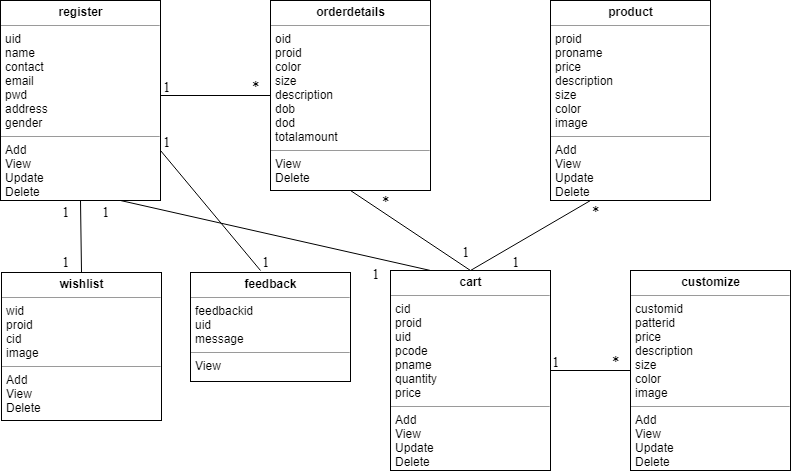 register
uid
name
contact
email
pwd
address
gender
Add
View
Update
Delete
orderdetails
oid
proid
color
size
description
dob
dod
totalamount
View
Delete
product
proid
proname
price
description
size
color
image
Add
View
Update
Delete
1
*
1
1
1
*
*
1
1
1
1
1
wishlist
wid
proid
cid
image
Add
View
Delete
feedback
feedbackid
uid
message
View
cart
cid
proid
uid
pcode
pname
quantity
price
Add
View
Update
Delete
1
*
customize
customid
patterid
price
description
size
color
image
Add
View
Update
Delete